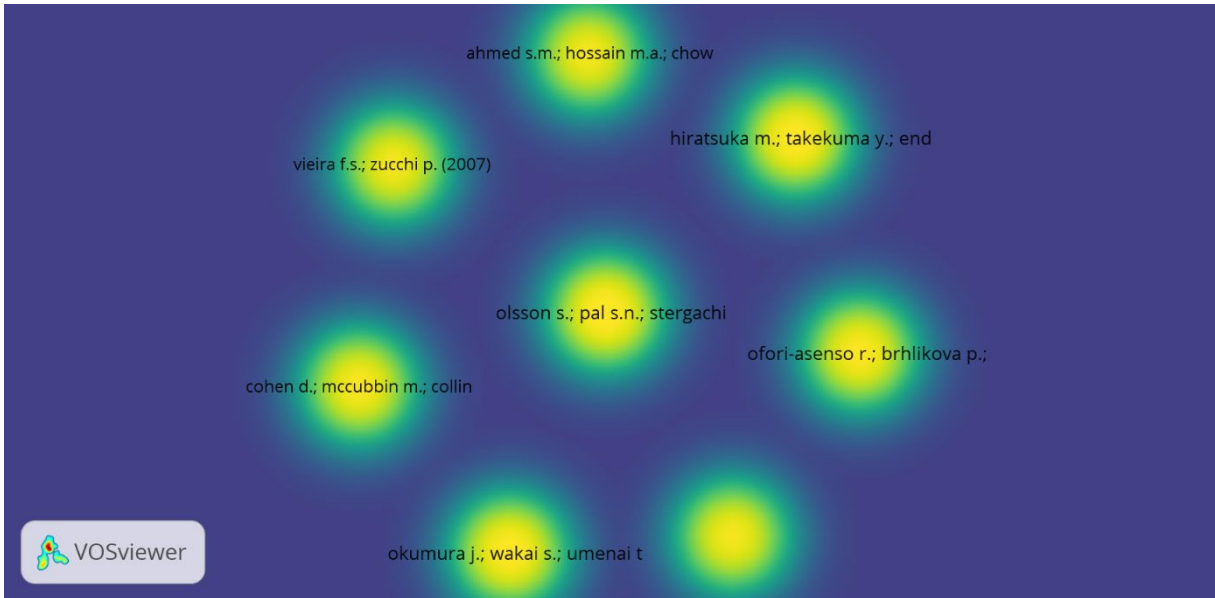 ahmed s.m.; hossain m.a.; chow
hiratsuka m.; takekuma y.; end
vieira f.s.; zucchi p. (2007)
olsson s.; pal s.n.; stergachi
ofori-asenso r.; brhlikova p.;
cohen d.; mccubbin m.; collin
okumura j.; wakai s.; umenai t
VOSviewer